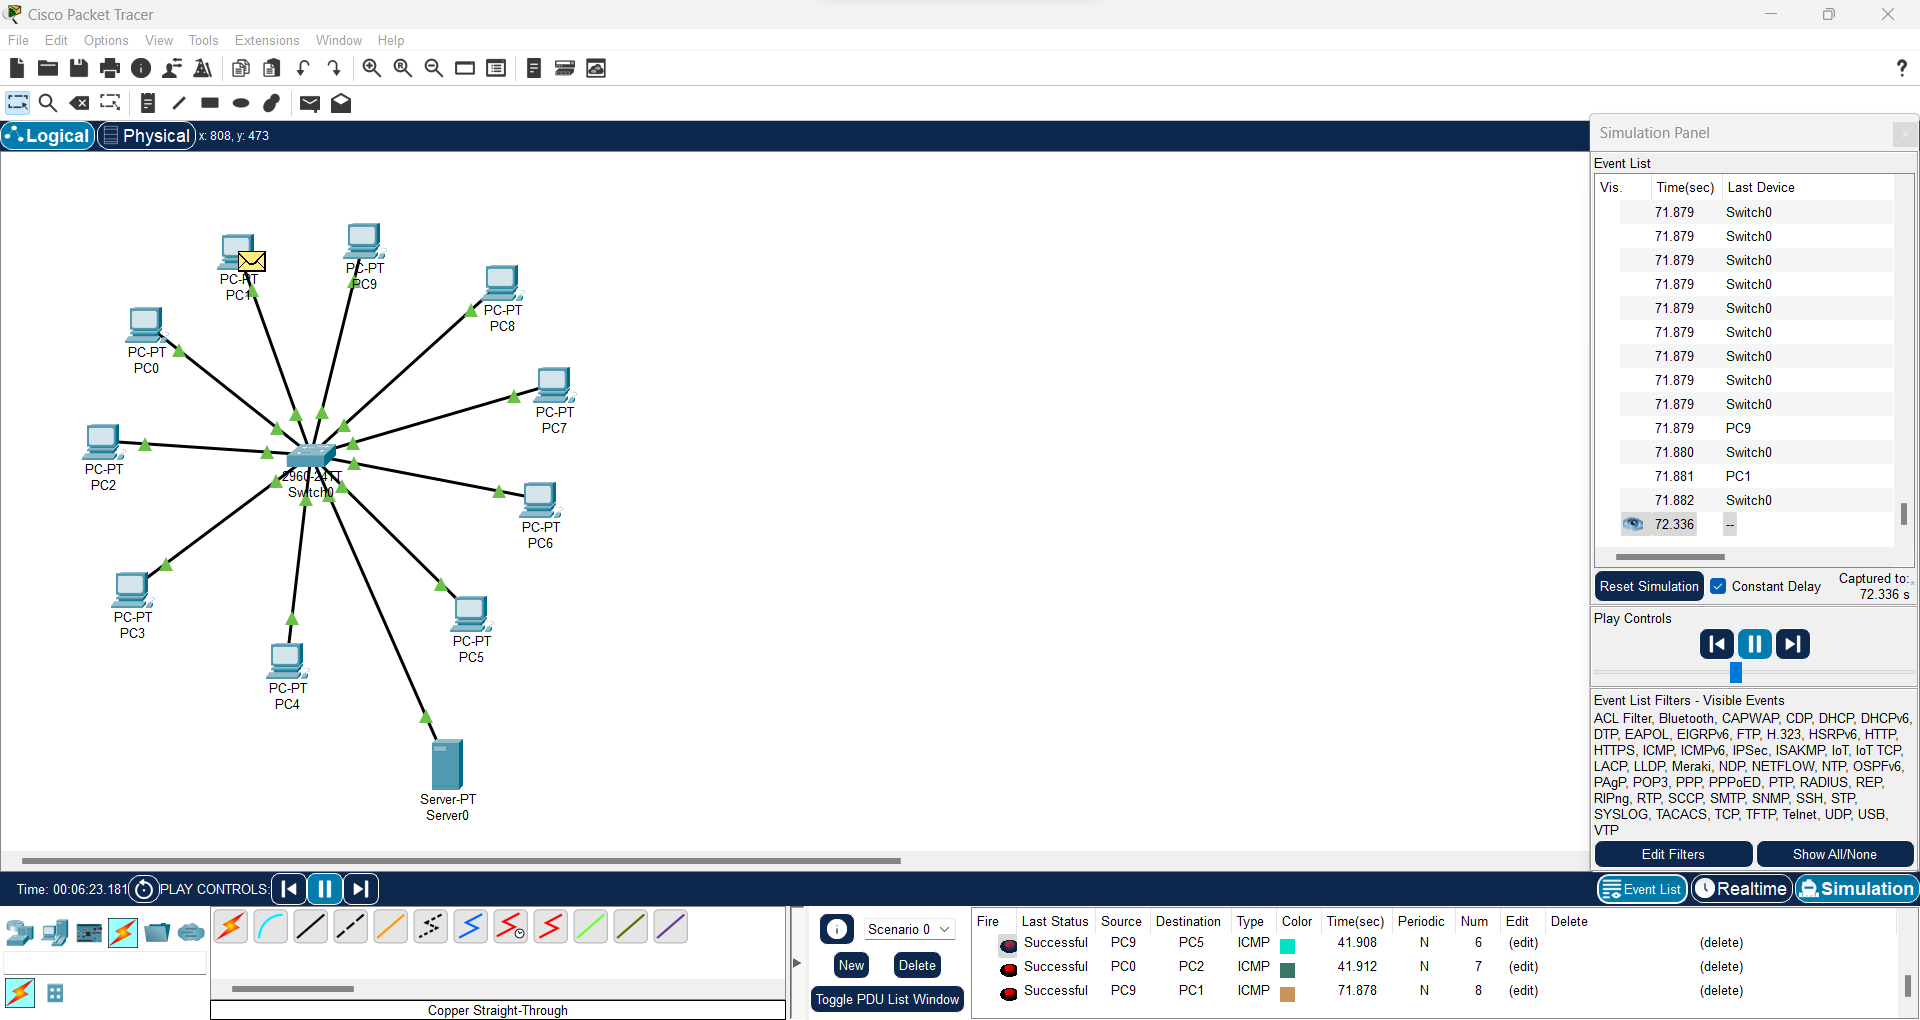 Cisco Packet Tracer
File Edit Options View Tools Extensions Window Help
Logical Physical x: 808, y: 473
PC-PT
PC1
PC-PT
PC9
PC-PT
PC8
PC-PT
PC0
PC-PT
PC7
PC-PT
PC2
2960-24TT
Switch0
PC-PT
PC6
PC-PT
PC3
PC-PT
PC5
PC-PT
PC4
Server-PT
Server0
Simulation Panel
Event List
Vis. Time(sec) Last Device
71.879 Switch0
71.879 Switch0
71.879 Switch0
71.879 Switch0
71.879 Switch0
71.879 Switch0
71.879 Switch0
71.879 Switch0
71.879 Switch0
71.879 PC9
71.880 Switch0
71.881 PC1
71.882 Switch0
72.336 --
Reset Simulation Constant Delay Captured to:
72.336 s
Play Controls
Event List Filters - Visible Events
ACL Filter, Bluetooth, CAPWAP, CDP, DHCP, DHCPv6,
DTP, EAPOL, EIGRPv6, FTP, H.323, HSRPv6, HTTP,
HTTPS, ICMP, ICMPv6, IPSec, ISAKMP, IoT, IoT TCP,
LACP, LLDP, Meraki, NDP, NETFLOW, NTP, OSPFv6,
PAgP, POP3, PPP, PPPoED, PTP, RADIUS, REP,
RIPng, RTP, SCCP, SMTP, SNMP, SSH, STP,
SYSLOG, TACACS, TCP, TFTP, Telnet, UDP, USB,
VTP
Edit Filters Show All/None
Time: 00:06:23.181 PLAY CONTROLS: Event List Realtime Simulation
Copper Straight-Through
Scenario 0
New Delete
Toggle PDU List Window
Fire Last Status Source Destination Type Color Time(sec) Periodic Num Edit Delete
Successful PC9 PC5 ICMP 41.908 N 6 (edit) (delete)
Successful PC0 PC2 ICMP 41.912 N 7 (edit) (delete)
Successful PC9 PC1 ICMP 71.878 N 8 (edit) (delete)